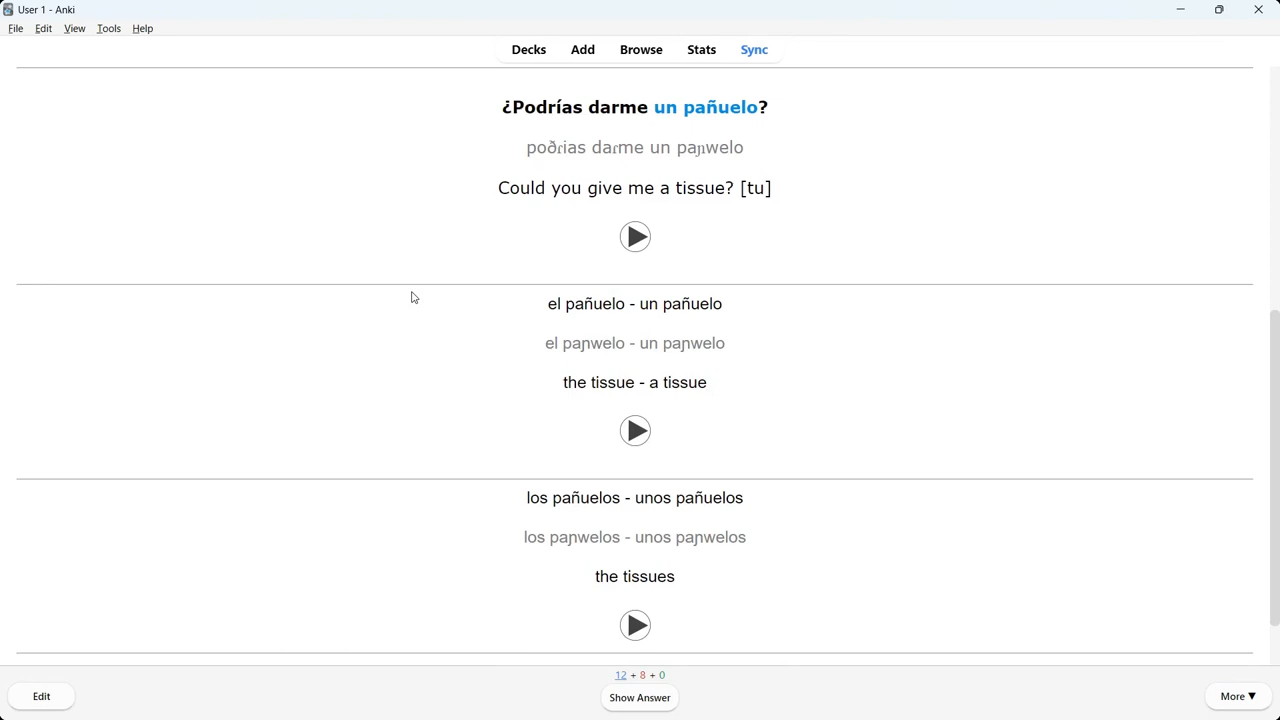 User 1 - Anki
File Edit View Tools Help
Decks Add Browse Stats Sync
¿Podrías darme un pañuelo?
poðɾias daɾme un paɲwelo
Could you give me a tissue? [tu]
el pañuelo - un pañuelo
el paɲwelo - un paɲwelo
the tissue - a tissue
los pañuelos - unos pañuelos
los paɲwelos - unos paɲwelos
the tissues
12 + 8 + 0
Edit Show Answer More ▼